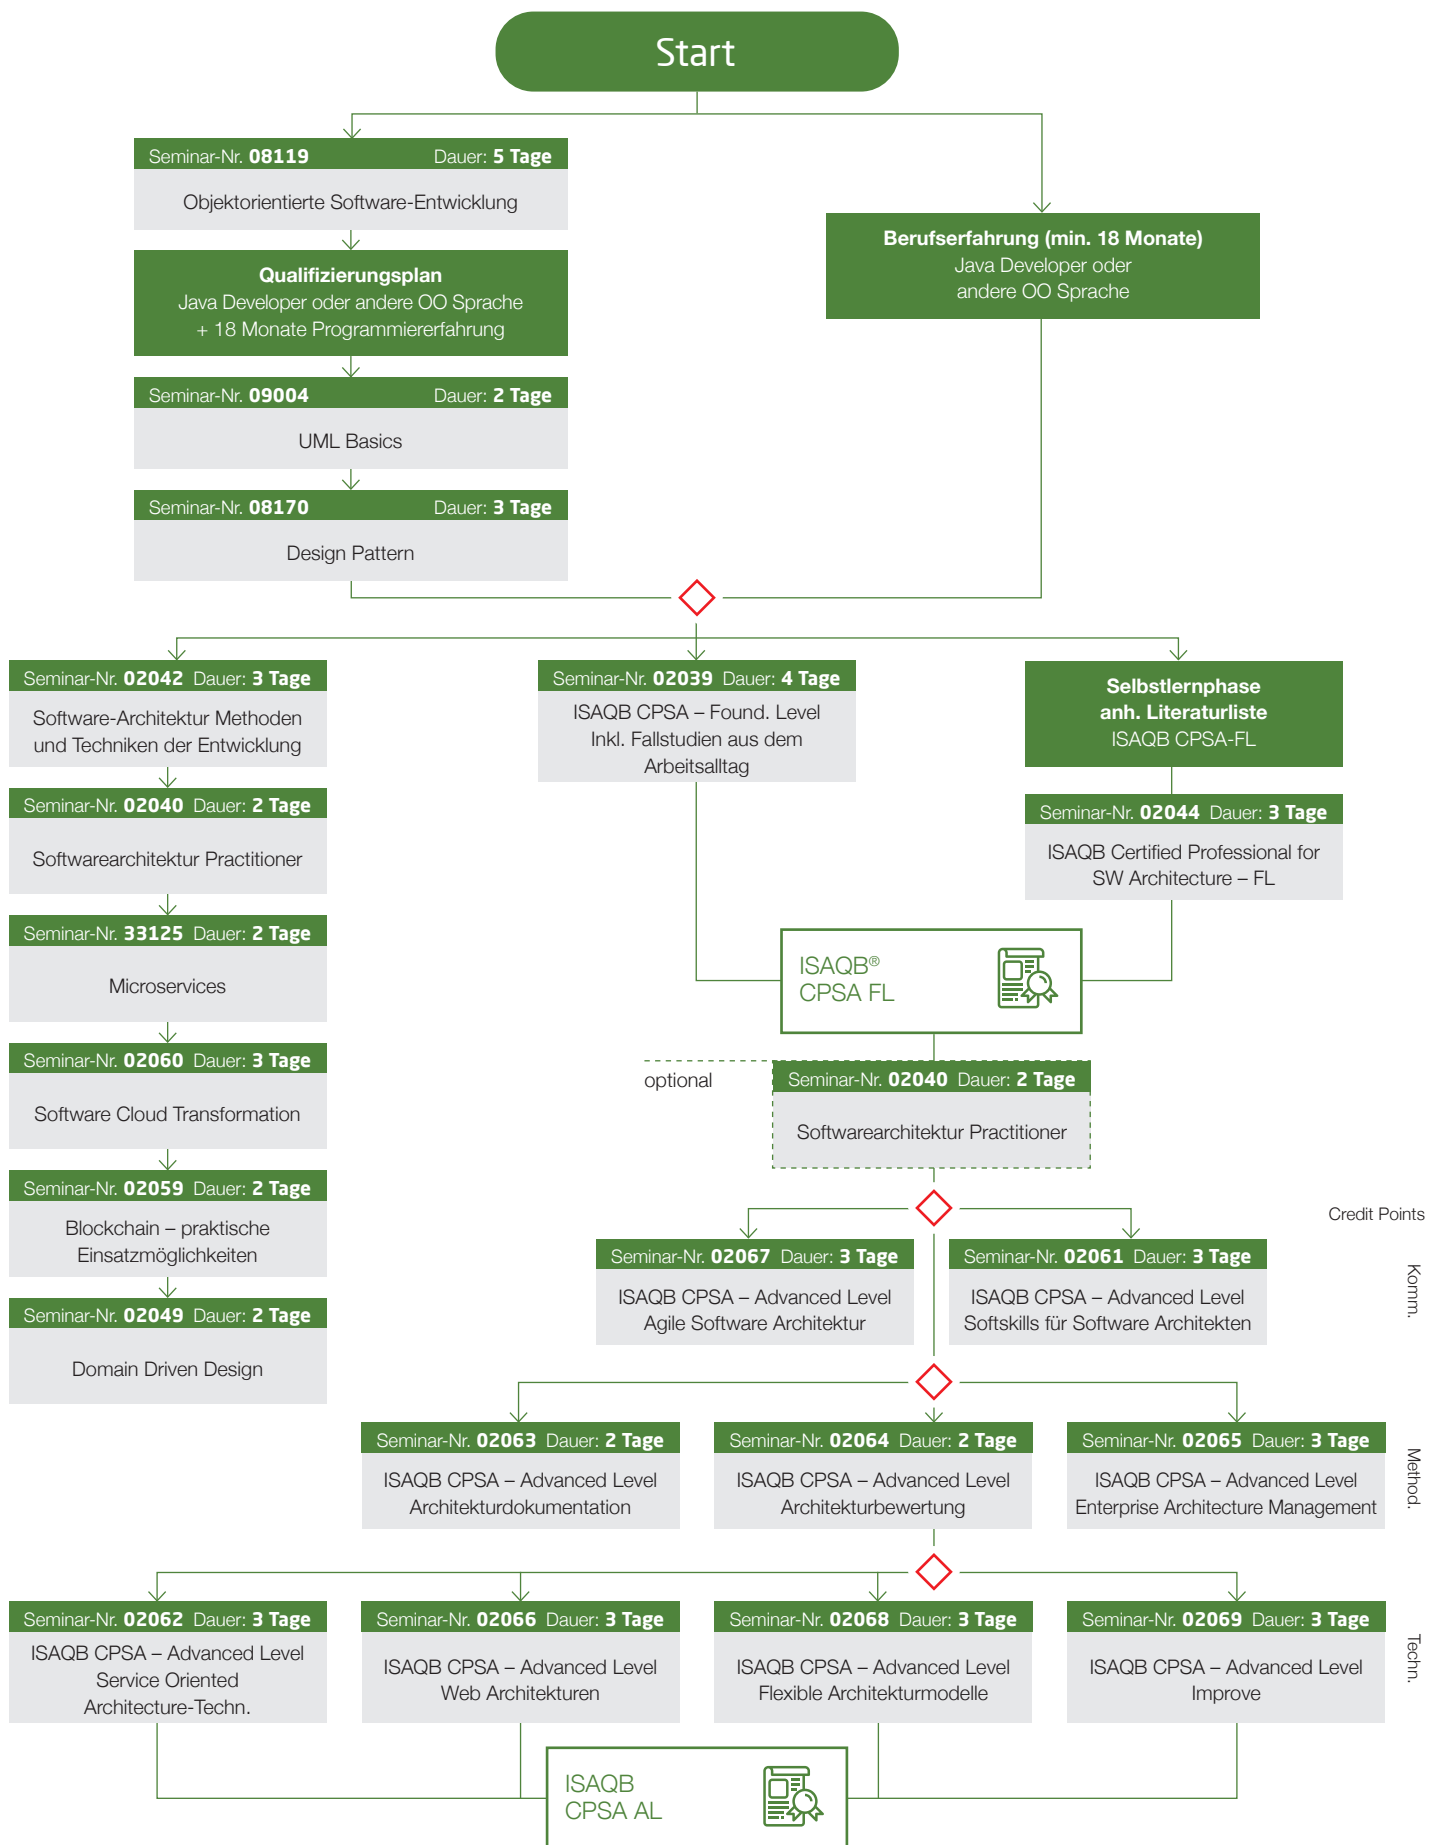 Start
Seminar-Nr. 08119 Dauer: 5 Tage
Objektorientierte Software-Entwicklung
Qualifizierungsplan
Java Developer oder andere OO Sprache
+ 18 Monate Programmiererfahrung
Berufserfahrung (min. 18 Monate)
Java Developer oder
andere OO Sprache
Seminar-Nr. 09004 Dauer: 2 Tage
UML Basics
Seminar-Nr. 08170 Dauer: 3 Tage
Design Pattern
Seminar-Nr. 02042 Dauer: 3 Tage
Software-Architektur Methoden
und Techniken der Entwicklung
Seminar-Nr. 02040 Dauer: 2 Tage
Softwarearchitektur Practitioner
Seminar-Nr. 33125 Dauer: 2 Tage
Microservices
Seminar-Nr. 02060 Dauer: 3 Tage
Software Cloud Transformation
Seminar-Nr. 02059 Dauer: 2 Tage
Blockchain – praktische
Einsatzmöglichkeiten
Seminar-Nr. 02049 Dauer: 2 Tage
Domain Driven Design
Seminar-Nr. 02039 Dauer: 4 Tage
ISAQB CPSA – Found. Level
Inkl. Fallstudien aus dem
Arbeitsalltag
Selbstlernphase
anh. Literaturliste
ISAQB CPSA-FL
Seminar-Nr. 02044 Dauer: 3 Tage
ISAQB Certified Professional for
SW Architecture – FL
ISAQB®
CPSA FL
optional
Seminar-Nr. 02040 Dauer: 2 Tage
Softwarearchitektur Practitioner
Credit Points
Seminar-Nr. 02067 Dauer: 3 Tage
ISAQB CPSA – Advanced Level
Agile Software Architektur
Seminar-Nr. 02061 Dauer: 3 Tage
ISAQB CPSA – Advanced Level
Softskills für Software Architekten
Komm.
Seminar-Nr. 02063 Dauer: 2 Tage
ISAQB CPSA – Advanced Level
Architekturdokumentation
Seminar-Nr. 02064 Dauer: 2 Tage
ISAQB CPSA – Advanced Level
Architekturbewertung
Seminar-Nr. 02065 Dauer: 3 Tage
ISAQB CPSA – Advanced Level
Enterprise Architecture Management
Method.
Seminar-Nr. 02062 Dauer: 3 Tage
ISAQB CPSA – Advanced Level
Service Oriented
Architecture-Techn.
Seminar-Nr. 02066 Dauer: 3 Tage
ISAQB CPSA – Advanced Level
Web Architekturen
Seminar-Nr. 02068 Dauer: 3 Tage
ISAQB CPSA – Advanced Level
Flexible Architekturmodelle
Seminar-Nr. 02069 Dauer: 3 Tage
ISAQB CPSA – Advanced Level
Improve
Techn.
ISAQB
CPSA AL